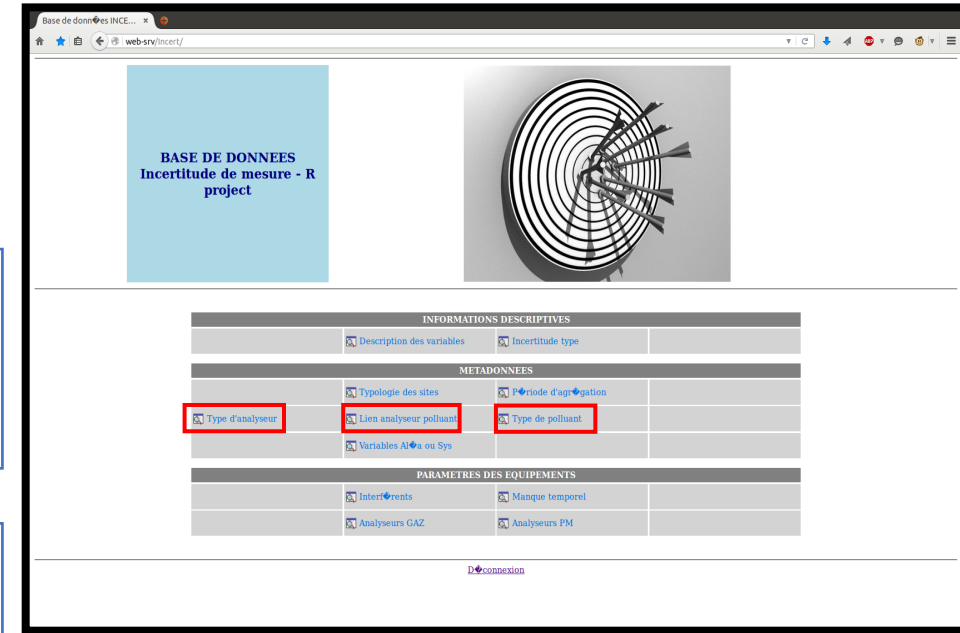 Base de donn�es INCE... ×
web-srv/Incert/
ABP
BASE DE DONNEES
Incertitude de mesure - R
project
INFORMATIONS DESCRIPTIVES
Description des variables Incertitude type
METADONNEES
Typologie des sites P�riode d'agr�gation
Type d'analyseur Lien analyseur polluant Type de polluant
Variables Al�a ou Sys
PARAMETRES DES EQUIPEMENTS
Interf�rents Manque temporel
Analyseurs GAZ Analyseurs PM
D�connexion